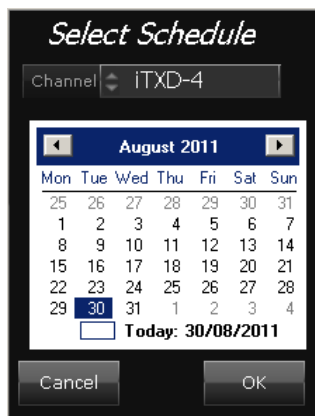 Select Schedule
Channel iTXD-4
August 2011
Mon Tue Wed Thu Fri Sat Sun
25 26 27 28 29 30 31
1 2 3 4 5 6 7
8 9 10 11 12 13 14
15 16 17 18 19 20 21
22 23 24 25 26 27 28
29 30 31 1 2 3 4
Today: 30/08/2011
Cancel OK